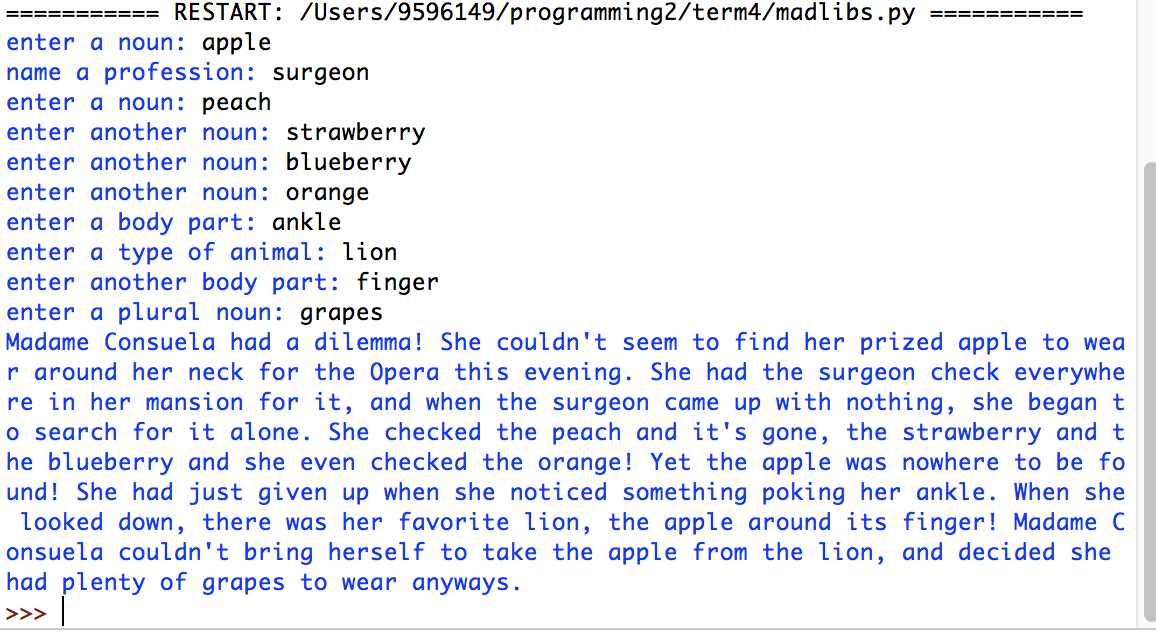 =========== RESTART: /Users/9596149/programming2/term4/madlibs.py ===========
enter a noun: apple
name a profession: surgeon
enter a noun: peach
enter another noun: strawberry
enter another noun: blueberry
enter another noun: orange
enter a body part: ankle
enter a type of animal: lion
enter another body part: finger
enter a plural noun: grapes
Madame Consuela had a dilemma! She couldn't seem to find her prized apple to wea
r around her neck for the Opera this evening. She had the surgeon check everywhe
re in her mansion for it, and when the surgeon came up with nothing, she began t
o search for it alone. She checked the peach and it's gone, the strawberry and t
he blueberry and she even checked the orange! Yet the apple was nowhere to be fo
und! She had just given up when she noticed something poking her ankle. When she
 looked down, there was her favorite lion, the apple around its finger! Madame C
onsuela couldn't bring herself to take the apple from the lion, and decided she
had plenty of grapes to wear anyways.
>>>